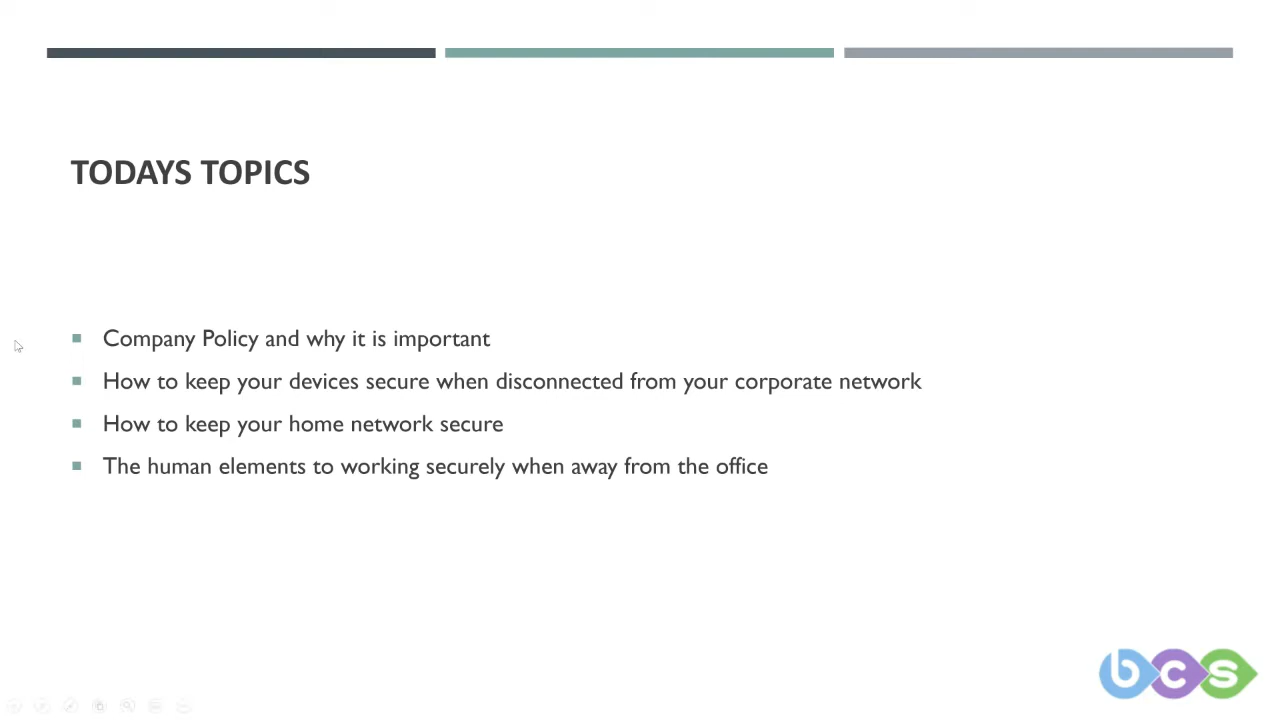 TODAYS TOPICS
Company Policy and why it is important
How to keep your devices secure when disconnected from your corporate network
How to keep your home network secure
The human elements to working securely when away from the office
bcs